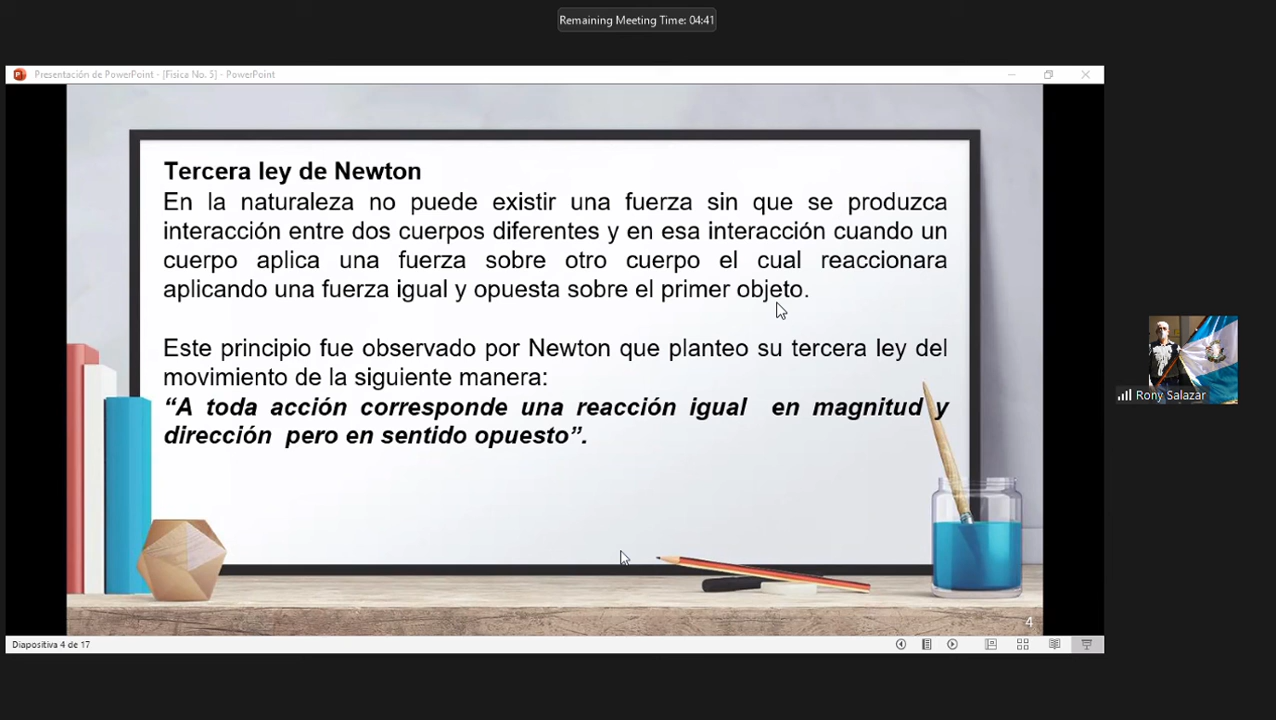 Remaining Meeting Time: 04:41
Presentación de PowerPoint - [Física No. 5] - PowerPoint
Tercera ley de Newton
En la naturaleza no puede existir una fuerza sin que se produzca
interacción entre dos cuerpos diferentes y en esa interacción cuando un
cuerpo aplica una fuerza sobre otro cuerpo el cual reaccionara
aplicando una fuerza igual y opuesta sobre el primer objeto.
Este principio fue observado por Newton que planteo su tercera ley del
movimiento de la siguiente manera:
“A toda acción corresponde una reacción igual en magnitud y
dirección pero en sentido opuesto”.
Rony Salazar
4
Diapositiva 4 de 17